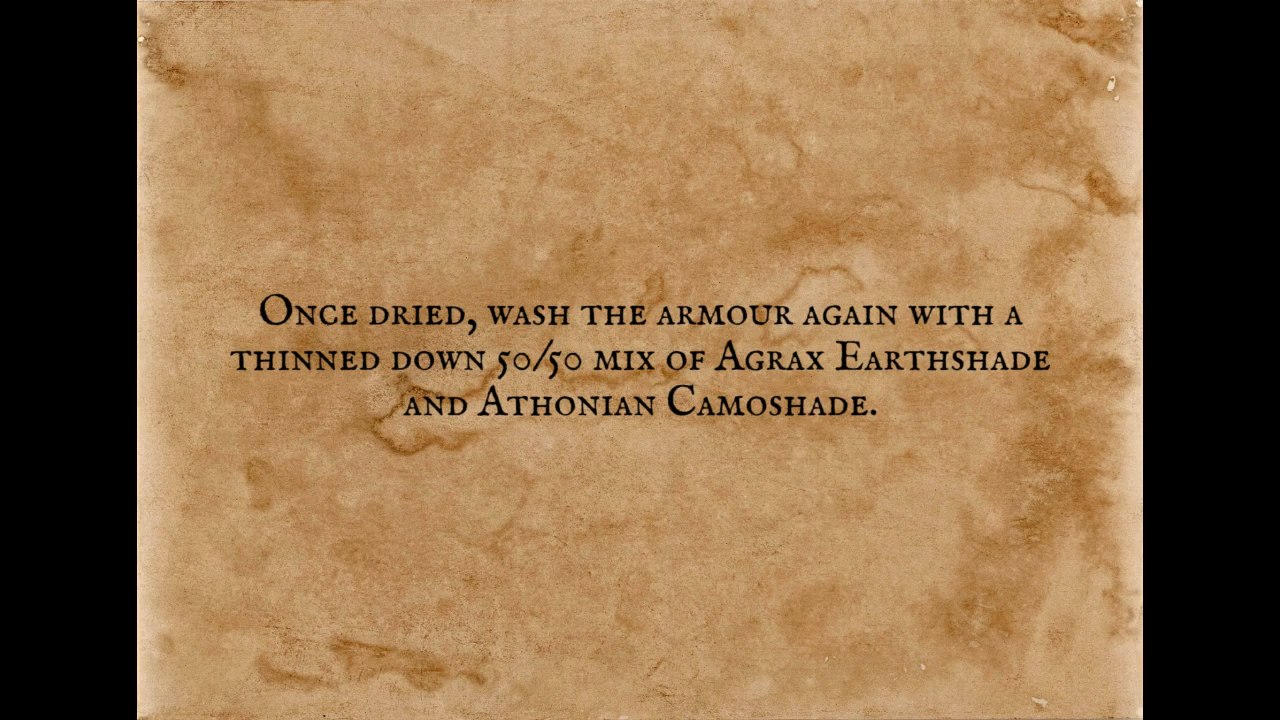 Once dried, wash the armour again with a
thinned down 50/50 mix of Agrax Earthshade
and Athonian Camoshade.